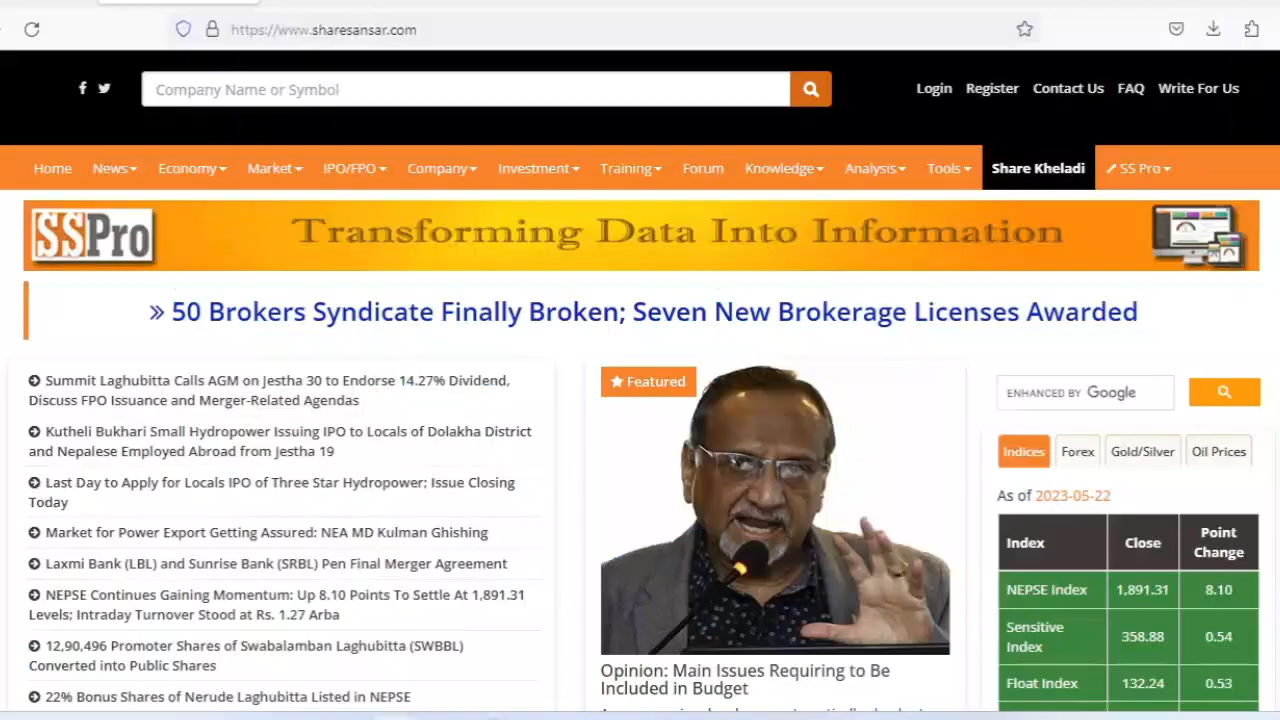 https://www.sharesansar.com
Company Name or Symbol
Login Register Contact Us FAQ Write For Us
Home News Economy Market IPO/FPO Company Investment Training Forum Knowledge Analysis Tools Share Kheladi SS Pro
SSPro Transforming Data Into Information
» 50 Brokers Syndicate Finally Broken; Seven New Brokerage Licenses Awarded
Summit Laghubitta Calls AGM on Jestha 30 to Endorse 14.27% Dividend,
Discuss FPO Issuance and Merger-Related Agendas
Kutheli Bukhari Small Hydropower Issuing IPO to Locals of Dolakha District
and Nepalese Employed Abroad from Jestha 19
Last Day to Apply for Locals IPO of Three Star Hydropower; Issue Closing
Today
Market for Power Export Getting Assured: NEA MD Kulman Ghishing
Laxmi Bank (LBL) and Sunrise Bank (SRBL) Pen Final Merger Agreement
NEPSE Continues Gaining Momentum: Up 8.10 Points To Settle At 1,891.31
Levels; Intraday Turnover Stood at Rs. 1.27 Arba
12,90,496 Promoter Shares of Swabalamban Laghubitta (SWBBL)
Converted into Public Shares
22% Bonus Shares of Nerude Laghubitta Listed in NEPSE
Featured
Opinion: Main Issues Requiring to Be
Included in Budget
ENHANCED BY Google
Indices Forex Gold/Silver Oil Prices
As of 2023-05-22
Index Close Point Change
NEPSE Index 1,891.31 8.10
Sensitive Index 358.88 0.54
Float Index 132.24 0.53